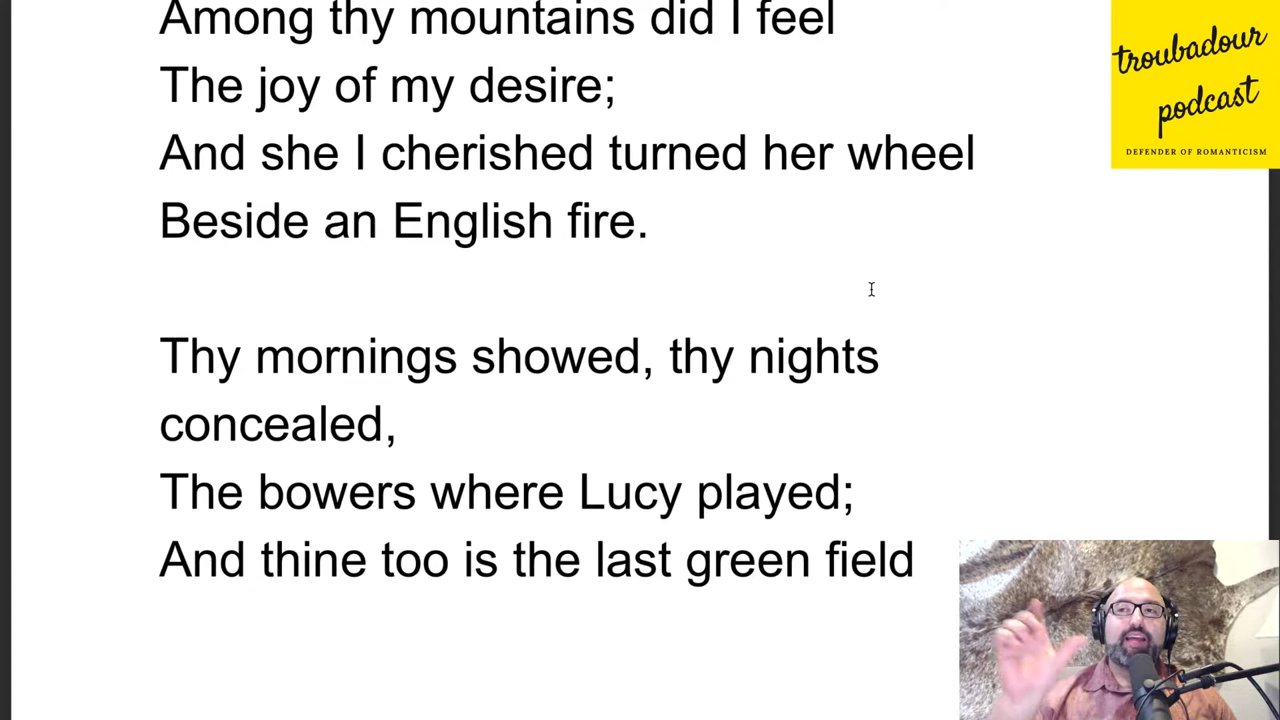 Among thy mountains did I feel
The joy of my desire;
And she I cherished turned her wheel
Beside an English fire.
Thy mornings showed, thy nights
concealed,
The bowers where Lucy played;
And thine too is the last green field
troubadour
podcast
DEFENDER OF ROMANTICISM